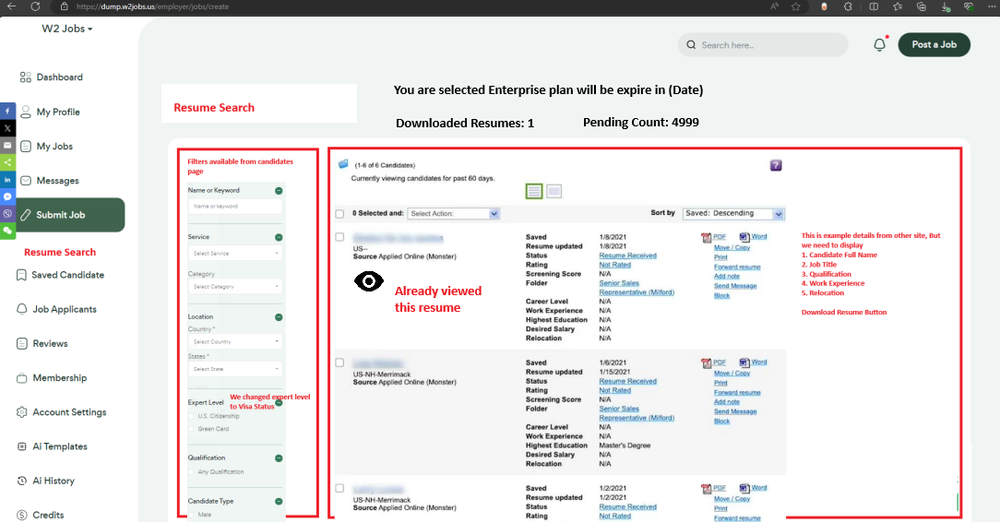 https://dump.w2jobs.us/employer/jobs/create
W2 Jobs
Search here..
Post a Job
Dashboard
My Profile
My Jobs
Messages
Submit Job
Resume Search
Saved Candidate
Job Applicants
Reviews
Membership
Account Settings
Ai Templates
Ai History
Credits
Resume Search
You are selected Enterprise plan will be expire in (Date)
Downloaded Resumes: 1
Pending Count: 4999
Filters available from candidates
page
Name or Keyword
Name or keyword
Service
Select Service
Category
Select Category
Location
Country *
Select Country
States *
Select State
Expert Level
We changed expert level
to Visa Status
U.S. Citizenship
Green Card
Qualification
Any Qualification
Candidate Type
Male
(1-6 of 6 Candidates)
Currently viewing candidates for past 60 days.
?
0 Selected and: Select Action:
Sort by Saved: Descending
US--
Source Applied Online (Monster)
Already viewed
this resume
Saved 1/8/2021
Resume updated 1/8/2021
Status Resume Received
Rating Not Rated
Screening Score N/A
Folder Senior Sales
Representative (Milford)
Career Level N/A
Work Experience N/A
Highest Education N/A
Desired Salary N/A
Relocation N/A
PDF Word
Move / Copy
Print
Forward resume
Add note
Send Message
Block
This is example details from other site, But
we need to display
1. Candidate Full Name
2. Job Title
3. Qualification
4. Work Experience
5. Relocation
Download Resume Button
US-NH-Merrimack
Source Applied Online (Monster)
Saved 1/6/2021
Resume updated 1/15/2021
Status Resume Received
Rating Not Rated
Screening Score N/A
Folder Senior Sales
Representative (Milford)
Career Level N/A
Work Experience N/A
Highest Education Master's Degree
Desired Salary N/A
Relocation N/A
PDF Word
Move / Copy
Print
Forward resume
Add note
Send Message
Block
US-NH-Merrimack
Source Applied Online (Monster)
Saved 1/2/2021
Resume updated 1/2/2021
Status Resume Received
Rating Not Rated
PDF Word
Move / Copy
Print
Forward resume